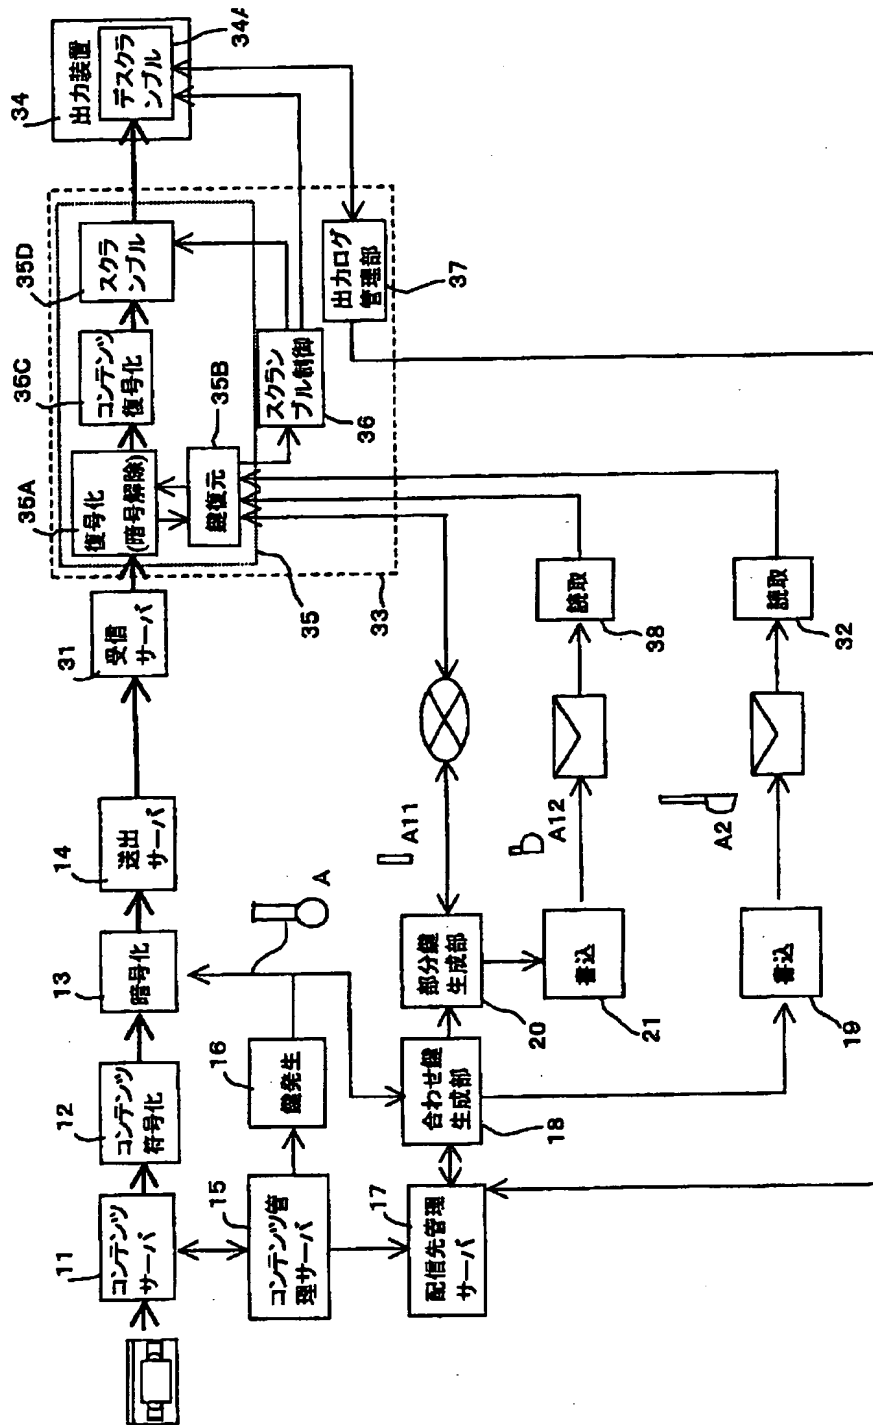 11
コンテンツ
サーバ
12
コンテンツ
符号化
13
暗号化
14
送出
サーバ
31
受信
サーバ
35A
復号化
(暗号解除)
35C
コンテンツ
復号化
35D
スクラ
ンブル
34
出力装置
デスクラ
ンブル
34A
35B
鍵復元
35
33
スクラン
ブル制御
36
出力ログ
管理部
37
15
コンテンツ管
理サーバ
16
鍵発生
A
17
配信先管理
サーバ
合わせ鍵
生成部
18
部分鍵
生成部
20
A11
書込
21
A12
読取
38
書込
19
A2
読取
32